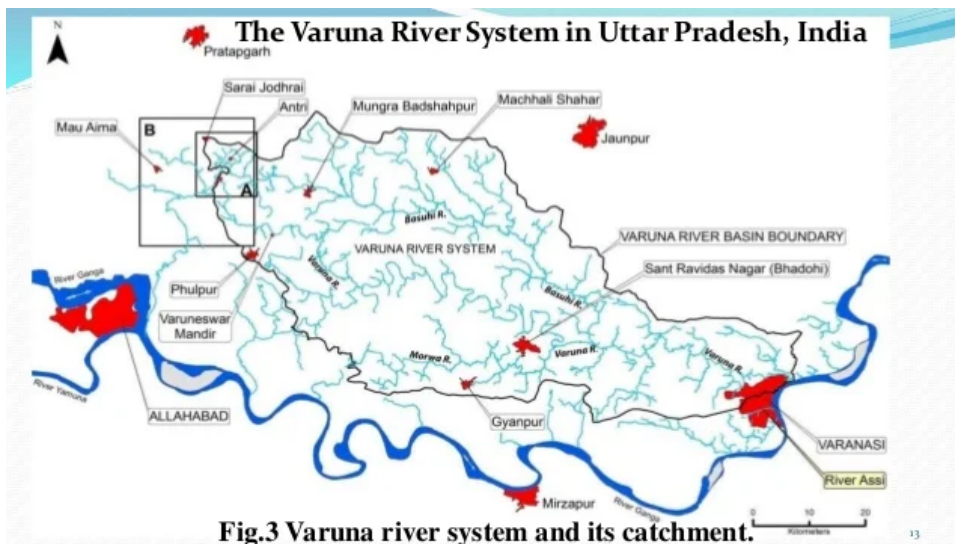 The Varuna River System in Uttar Pradesh, India
N
Pratapgarh
Sarai Jodhrai
Antri
Mungra Badshahpur
Machhali Shahar
Mau Aima
B
Jaunpur
A
Basuhi R.
VARUNA RIVER SYSTEM
VARUNA RIVER BASIN BOUNDARY
Sant Ravidas Nagar (Bhadohi)
River Ganga
Varuna R.
Phulpur
Basuhi R.
Varuneswar
Mandir
Morwa R.
Varuna R.
Varuna R.
River Yamuna
ALLAHABAD
Gyanpur
VARANASI
River Assi
Mirzapur
River Ganga
0 10 20
Kilometers
Fig.3 Varuna river system and its catchment.
13